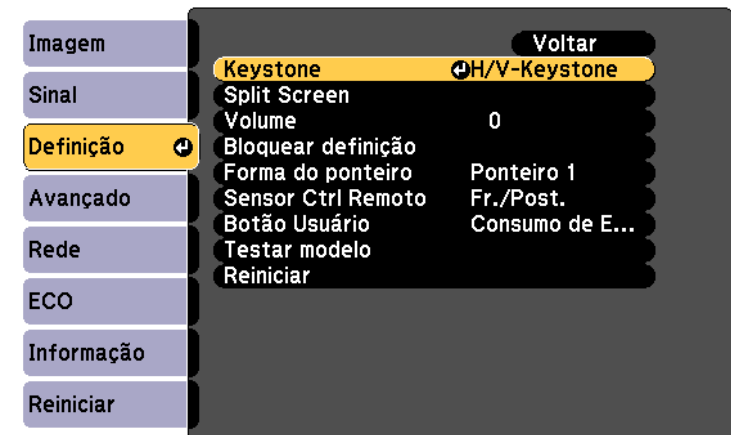 Imagem
Sinal
Definição
Avançado
Rede
ECO
Informação
Reiniciar
Voltar
Keystone H/V-Keystone
Split Screen
Volume 0
Bloquear definição
Forma do ponteiro Ponteiro 1
Sensor Ctrl Remoto Fr./Post.
Botão Usuário Consumo de E...
Testar modelo
Reiniciar